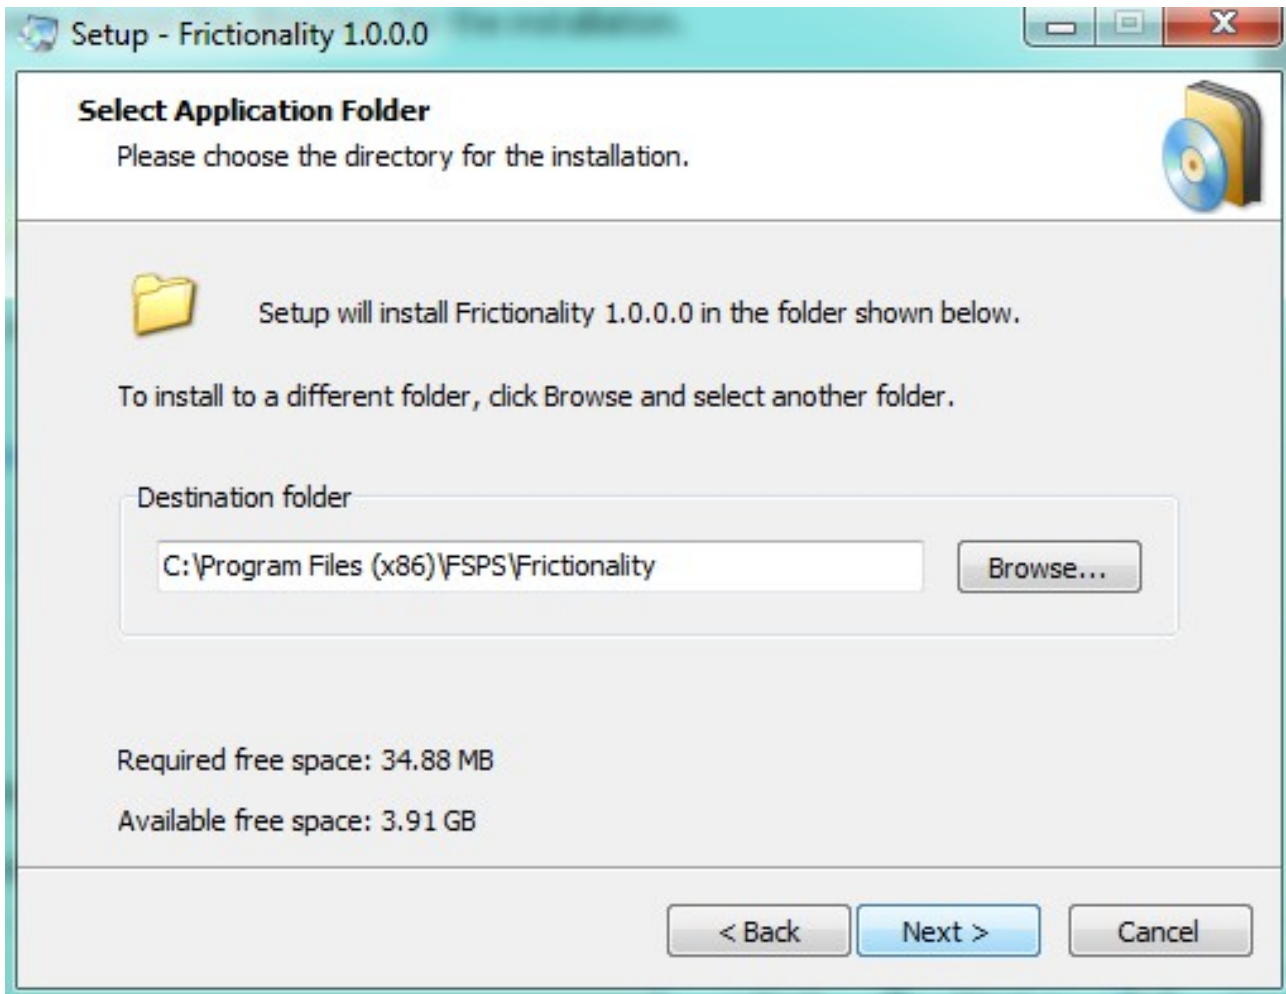 Setup - Frictionality 1.0.0.0
the installation.
Select Application Folder
Please choose the directory for the installation.
Setup will install Frictionality 1.0.0.0 in the folder shown below.
To install to a different folder, click Browse and select another folder.
Destination folder
C:\Program Files (x86)\FSPS\Frictionality
Browse...
Required free space: 34.88 MB
Available free space: 3.91 GB
< Back
Next >
Cancel